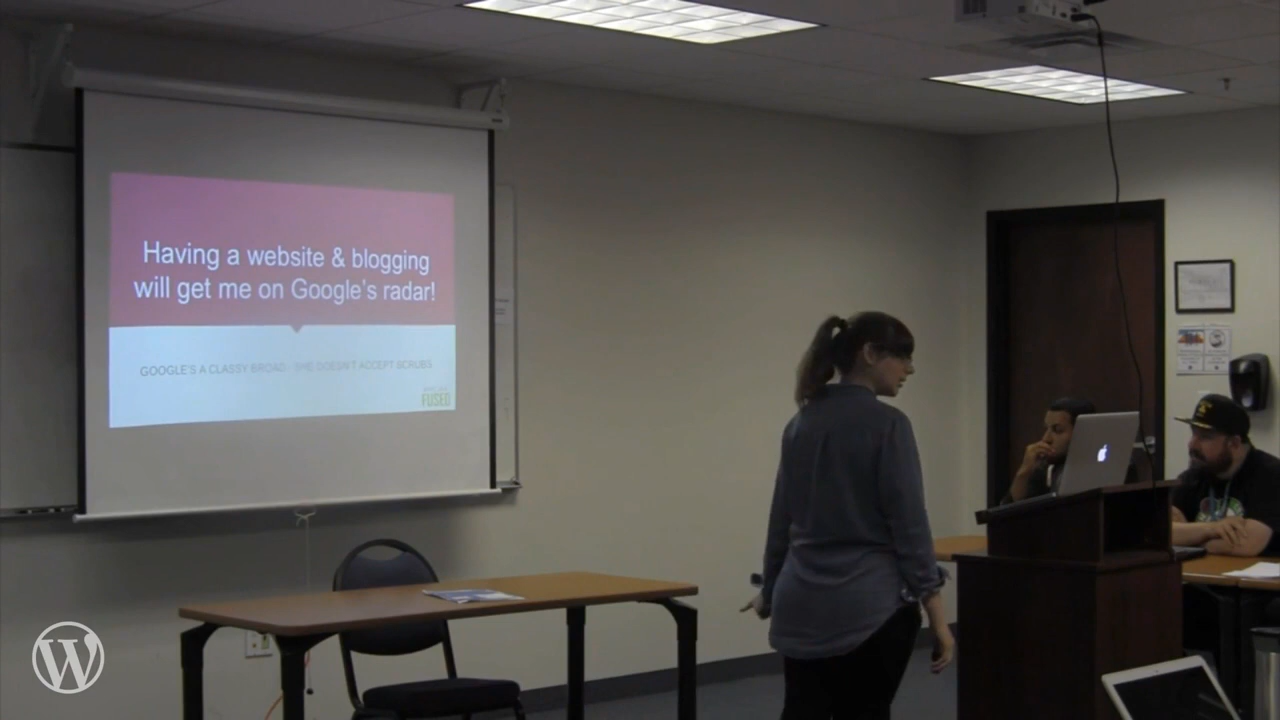 Having a website & blogging
will get me on Google's radar!
GOOGLE'S A CLASSY BROAD - SHE DOESN'T ACCEPT SCRUBS
FUSED